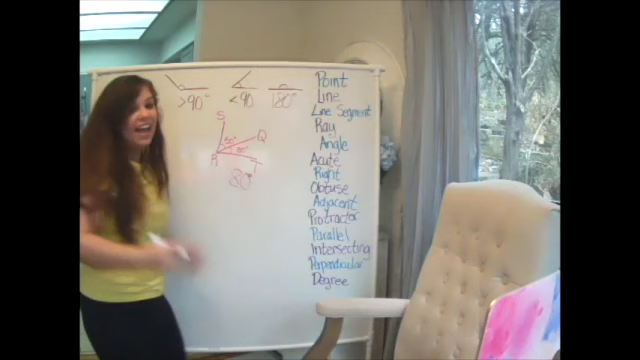 >90°
<90
180°
S
Q
R
80°
Point
Line
Line Segment
Ray
Angle
Acute
Right
Obtuse
Adjacent
Protractor
Parallel
Intersecting
Perpendicular
Degree